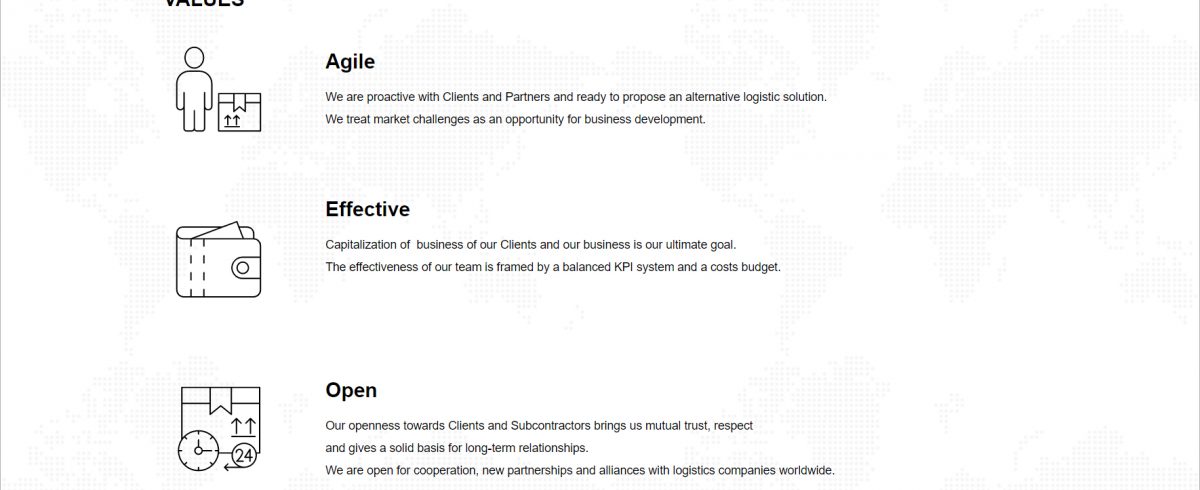 VALUES
Agile
We are proactive with Clients and Partners and ready to propose an alternative logistic solution.
We treat market challenges as an opportunity for business development.
Effective
Capitalization of  business of our Clients and our business is our ultimate goal.
The effectiveness of our team is framed by a balanced KPI system and a costs budget.
Open
Our openness towards Clients and Subcontractors brings us mutual trust, respect
and gives a solid basis for long-term relationships.
24
We are open for cooperation, new partnerships and alliances with logistics companies worldwide.